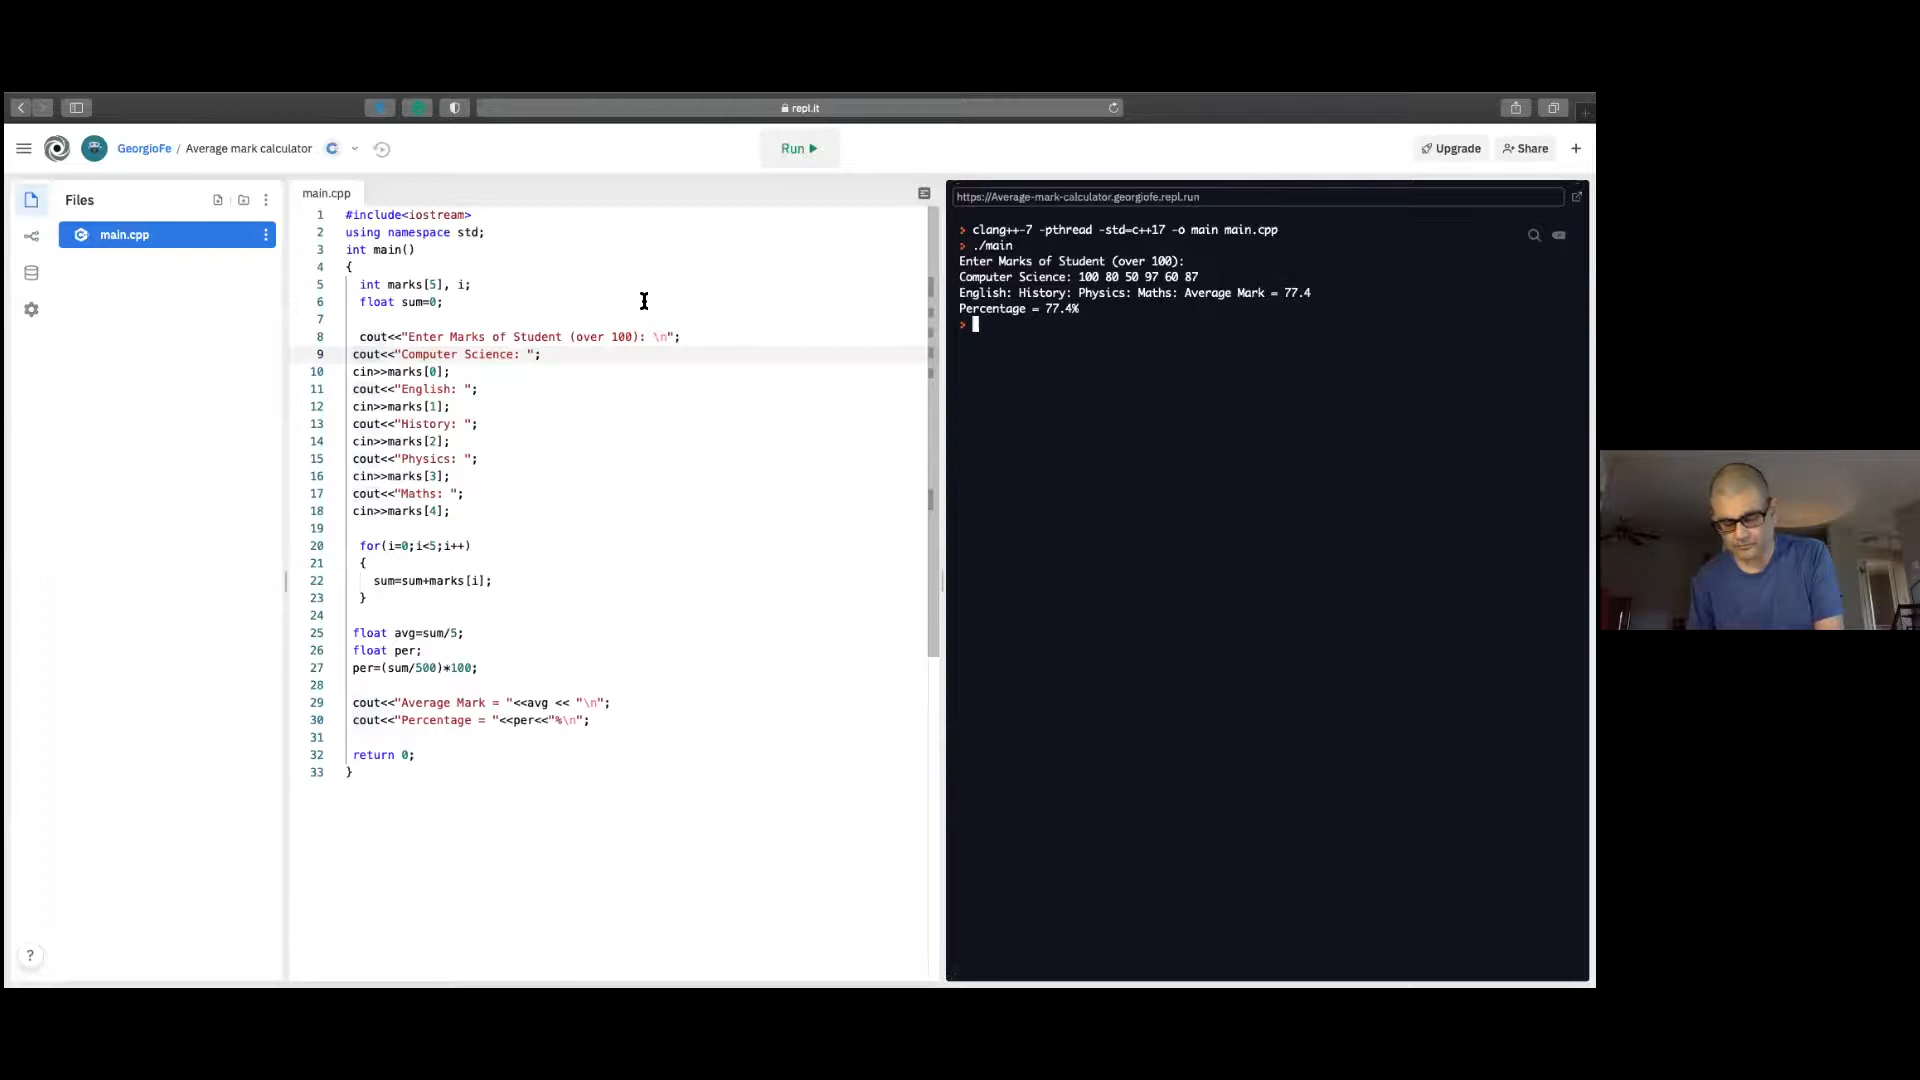 repl.it
GeorgioFe / Average mark calculator
Run
Upgrade
Share
Files
main.cpp
main.cpp
1 #include<iostream>
2 using namespace std;
3 int main()
4 {
5 int marks[5], i;
6 float sum=0;
7
8 cout<<"Enter Marks of Student (over 100): \n";
9 cout<<"Computer Science: ";
10 cin>>marks[0];
11 cout<<"English: ";
12 cin>>marks[1];
13 cout<<"History: ";
14 cin>>marks[2];
15 cout<<"Physics: ";
16 cin>>marks[3];
17 cout<<"Maths: ";
18 cin>>marks[4];
19
20 for(i=0;i<5;i++)
21 {
22 sum=sum+marks[i];
23 }
24
25 float avg=sum/5;
26 float per;
27 per=(sum/500)*100;
28
29 cout<<"Average Mark = "<<avg << "\n";
30 cout<<"Percentage = "<<per<<"%\n";
31
32 return 0;
33 }
?
https://Average-mark-calculator.georgiofe.repl.run
> clang++-7 -pthread -std=c++17 -o main main.cpp
> ./main
Enter Marks of Student (over 100):
Computer Science: 100 80 50 97 60 87
English: History: Physics: Maths: Average Mark = 77.4
Percentage = 77.4%
>